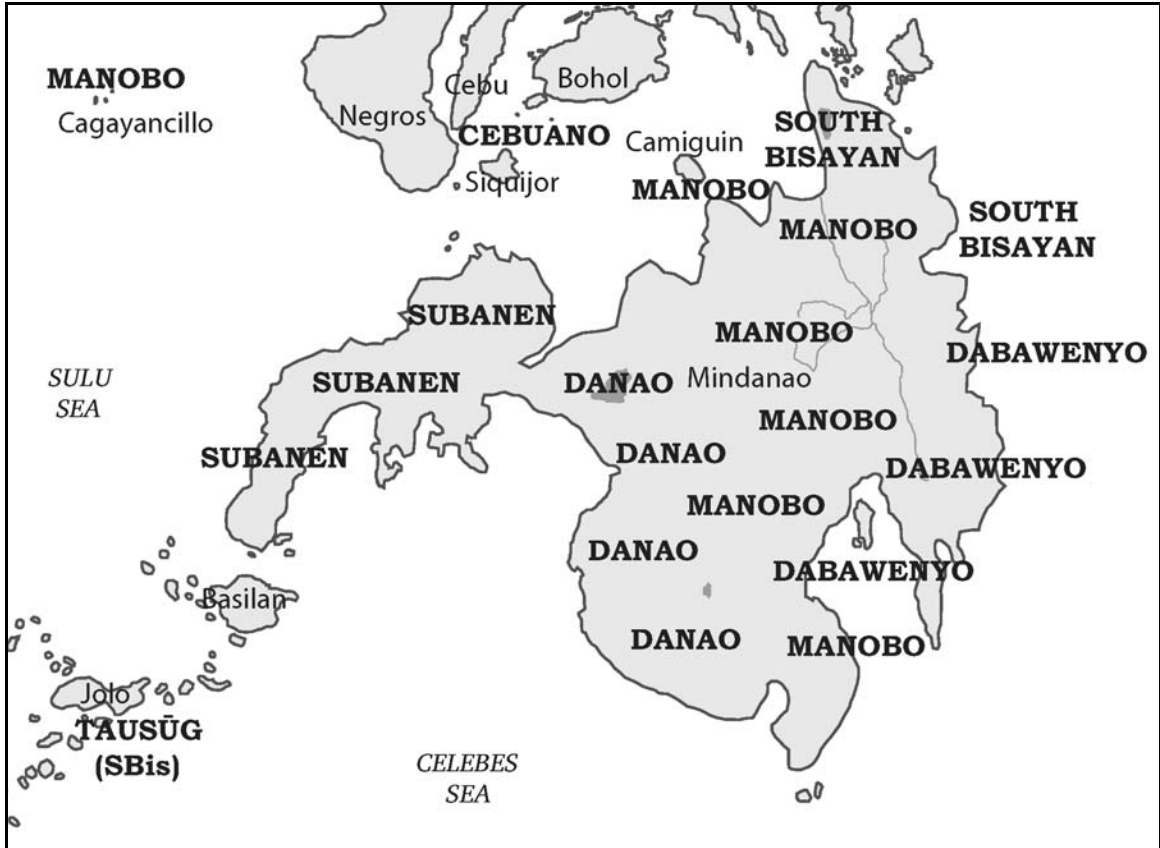 MANOBO
Cagayancillo
Negros
Cebu
Bohol
CEBUANO
Siquijor
Camiguin
MANOBO
SOUTH
BISAYAN
MANOBO
SOUTH
BISAYAN
SUBANEN
MANOBO
DABAWENYO
SULU
SEA
SUBANEN
DANAO
Mindanao
MANOBO
SUBANEN
DANAO
DABAWENYO
MANOBO
DANAO
DABAWENYO
Basilan
DANAO
MANOBO
Jolo
TAUSŪG
(SBis)
CELEBES
SEA